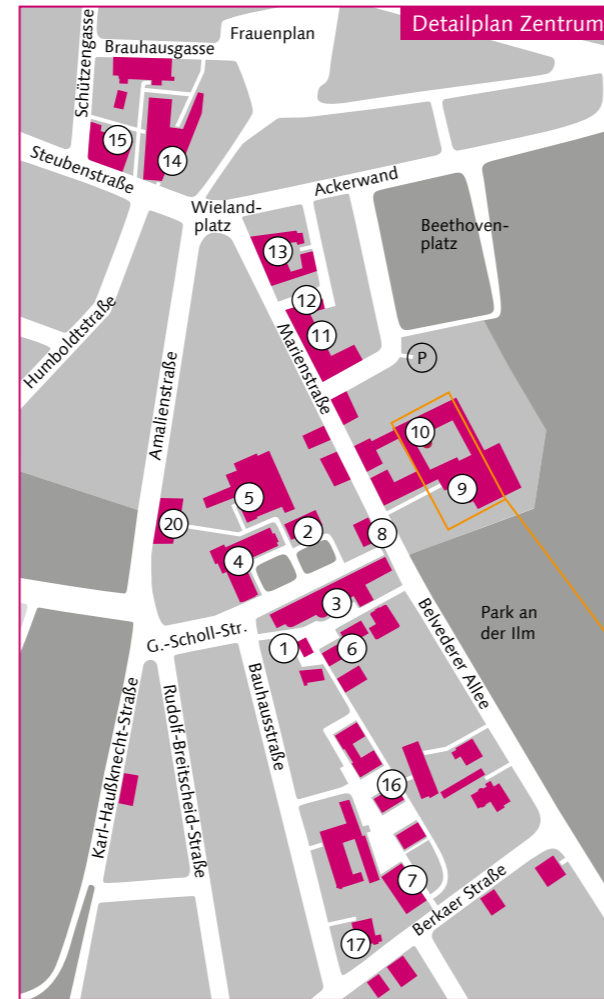 Detailplan Zentrum
Schützengasse
Brauhausgasse
Frauenplan
15
14
Steubenstraße
Wieland-
platz
Ackerwand
Beethoven-
platz
13
12
11
Humboldtstraße
Amalienstraße
Marienstraße
P
10
9
5
20
2
8
4
3
G.-Scholl-Str.
1
6
Belvederer Allee
Park an
der Ilm
Bauhausstraße
Karl-Haußknecht-Straße
Rudolf-Breitscheid-Straße
16
7
Berkaer Straße
17